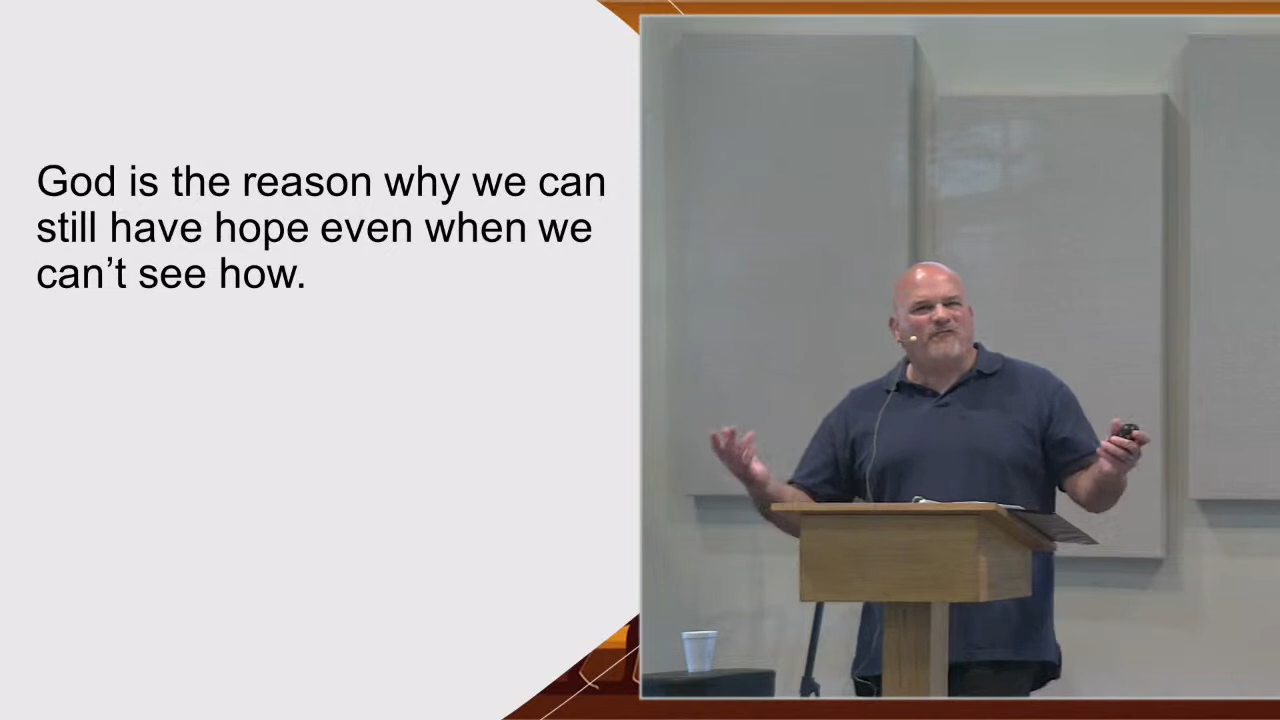 God is the reason why we can
still have hope even when we
can’t see how.